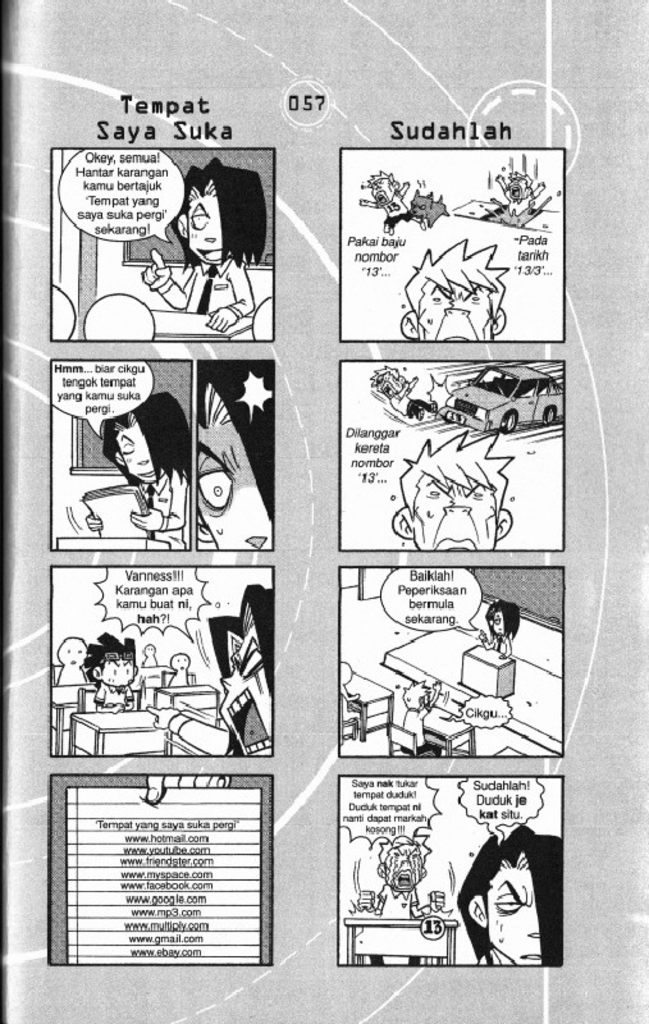 057
Tempat
Saya Suka
Okey, semua!
Hantar karangan
kamu bertajuk
'Tempat yang
saya suka pergi'
sekarang!
Hmm... biar cikgu
tengok tempat
yang kamu suka
pergi.
Vanness!!!
Karangan apa
kamu buat ni,
hah?!
'Tempat yang saya suka pergi'
www.hotmail.com
www.youtube.com
www.friendster.com
www.myspace.com
www.facebook.com
www.google.com
www.mp3.com
www.multiply.com
www.gmail.com
www.ebay.com
Sudahlah
Pakai baju
nombor
'13'...
-Pada
tarikh
'13/3'...
Dilanggar
kereta
nombor
'13'...
Baiklah!
Peperiksaan
bermula
sekarang.
Cikgu...
Saya nak tukar
tempat duduk!
Duduk tempat ni
nanti dapat markah
kosong!!!
Sudahlah!
Duduk je
kat situ.
13